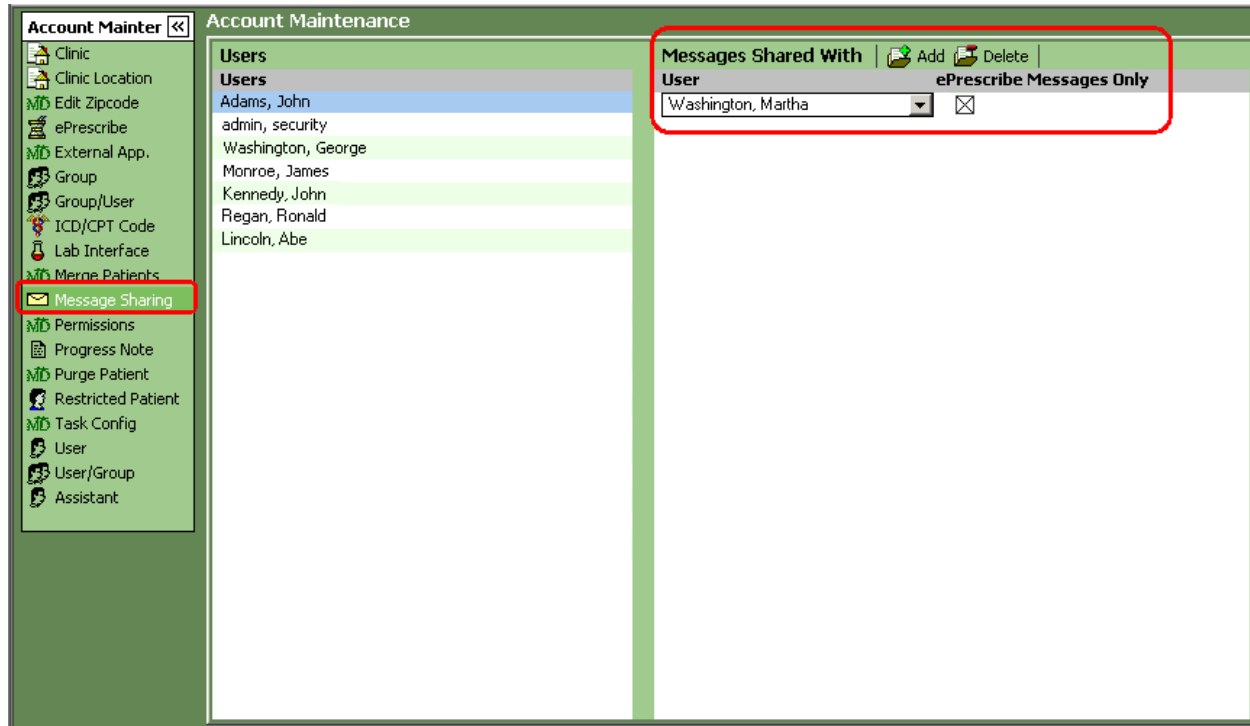 Account Mainter
Clinic
Clinic Location
Edit Zipcode
ePrescribe
External App.
Group
Group/User
ICD/CPT Code
Lab Interface
Merge Patients
Message Sharing
Permissions
Progress Note
Purge Patient
Restricted Patient
Task Config
User
User/Group
Assistant
Account Maintenance
Users
Users
Adams, John
admin, security
Washington, George
Monroe, James
Kennedy, John
Regan, Ronald
Lincoln, Abe
Messages Shared With | Add Delete |
User ePrescribe Messages Only
Washington, Martha